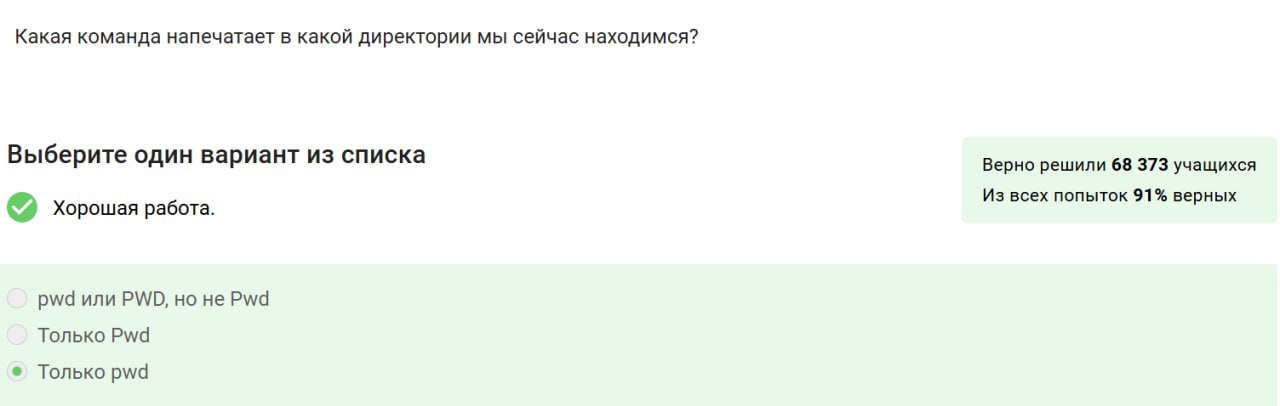 Какая команда напечатает в какой директории мы сейчас находимся?
Выберите один вариант из списка
Верно решили 68 373 учащихся
Из всех попыток 91% верных
Хорошая работа.
pwd или PWD, но не Pwd
Только Pwd
Только pwd